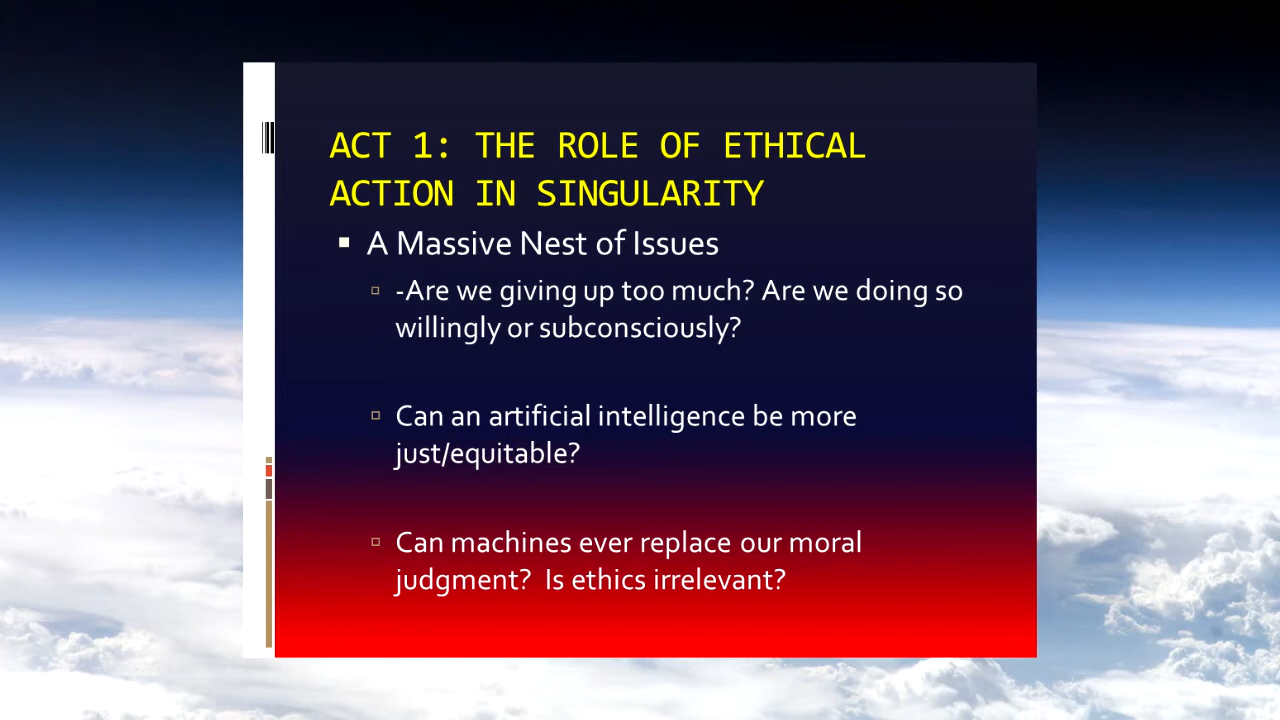 ACT 1: THE ROLE OF ETHICAL
ACTION IN SINGULARITY
A Massive Nest of Issues
-Are we giving up too much? Are we doing so
willingly or subconsciously?
Can an artificial intelligence be more
just/equitable?
Can machines ever replace our moral
judgment?  Is ethics irrelevant?